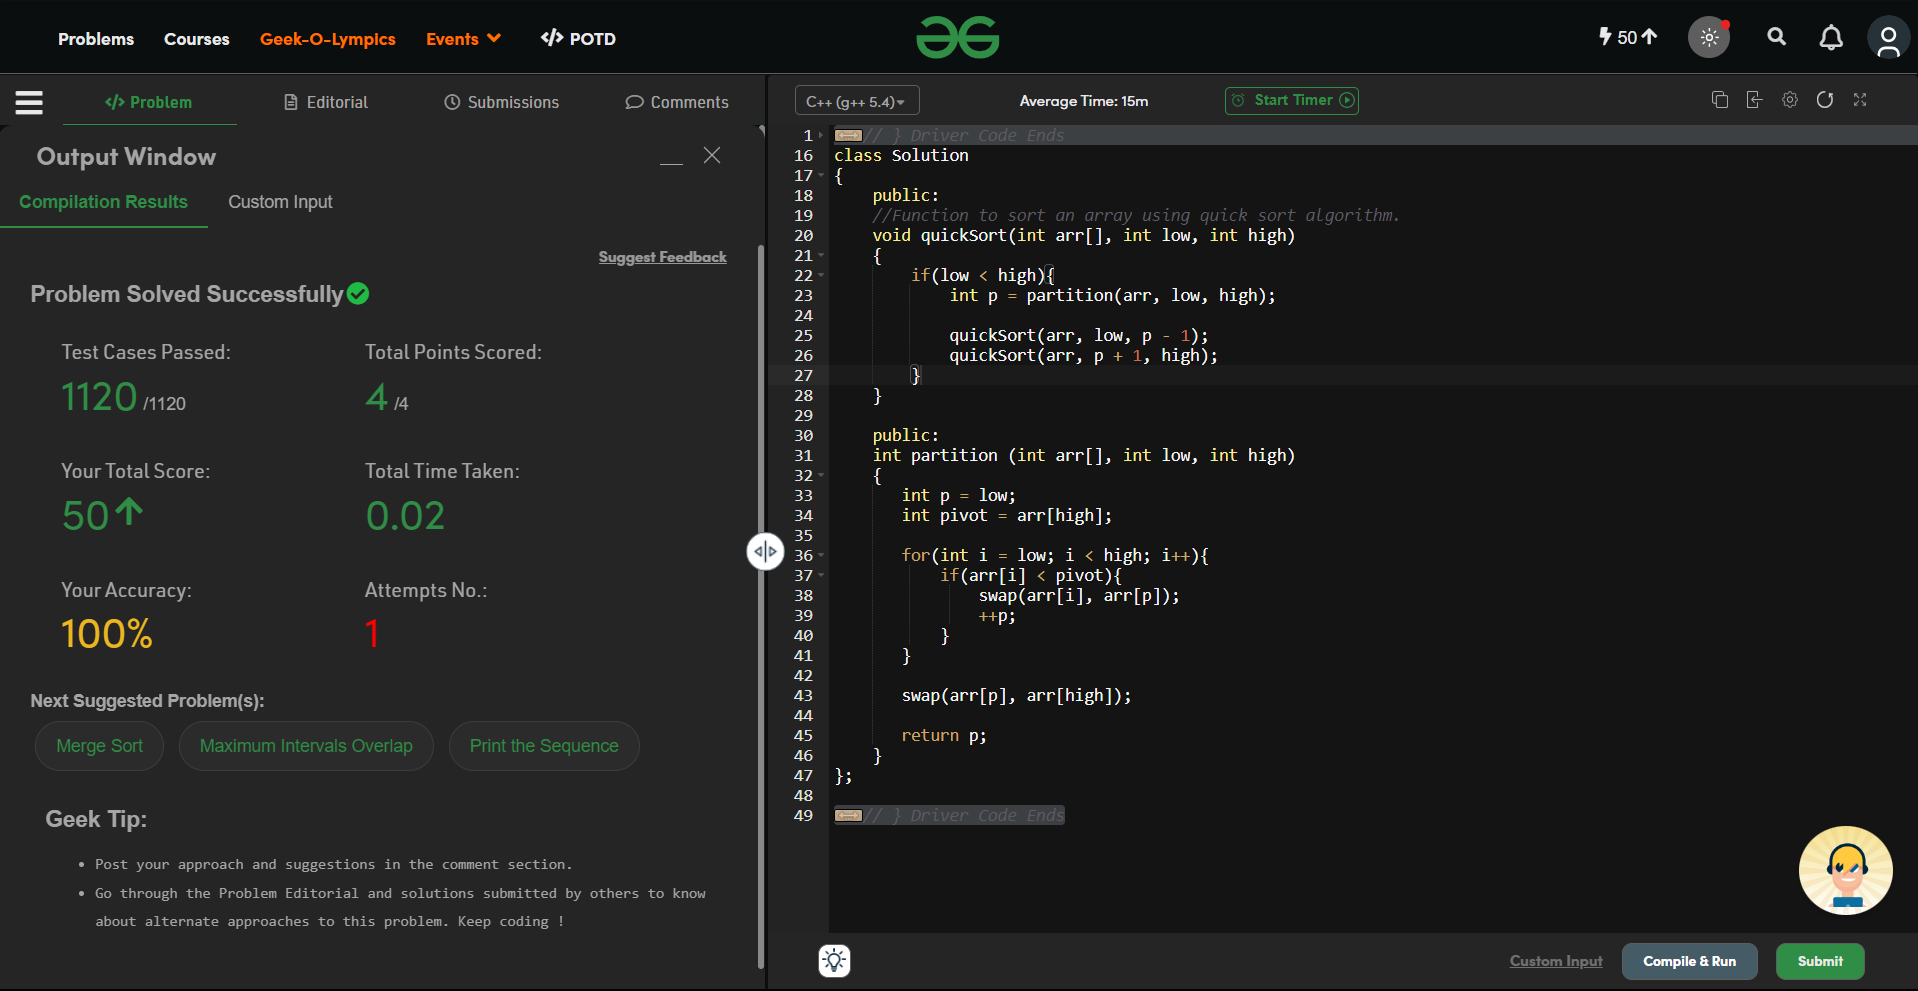 Problems Courses Geek-O-Lympics Events </> POTD 50
</> Problem Editorial Submissions Comments
Output Window
Compilation Results Custom Input
Suggest Feedback
Problem Solved Successfully
Test Cases Passed: Total Points Scored:
1120 /1120 4 /4
Your Total Score: Total Time Taken:
50 0.02
Your Accuracy: Attempts No.:
100% 1
Next Suggested Problem(s):
Merge Sort Maximum Intervals Overlap Print the Sequence
Geek Tip:
• Post your approach and suggestions in the comment section.
• Go through the Problem Editorial and solutions submitted by others to know
about alternate approaches to this problem. Keep coding !
C++ (g++ 5.4) Average Time: 15m Start Timer
1 // } Driver Code Ends
16 class Solution
17 {
18 public:
19 //Function to sort an array using quick sort algorithm.
20 void quickSort(int arr[], int low, int high)
21 {
22 if(low < high){
23 int p = partition(arr, low, high);
24
25 quickSort(arr, low, p - 1);
26 quickSort(arr, p + 1, high);
27 }
28 }
29
30 public:
31 int partition (int arr[], int low, int high)
32 {
33 int p = low;
34 int pivot = arr[high];
35
36 for(int i = low; i < high; i++){
37 if(arr[i] < pivot){
38 swap(arr[i], arr[p]);
39 ++p;
40 }
41 }
42
43 swap(arr[p], arr[high]);
44
45 return p;
46 }
47 };
48
49 // } Driver Code Ends
Custom Input Compile & Run Submit